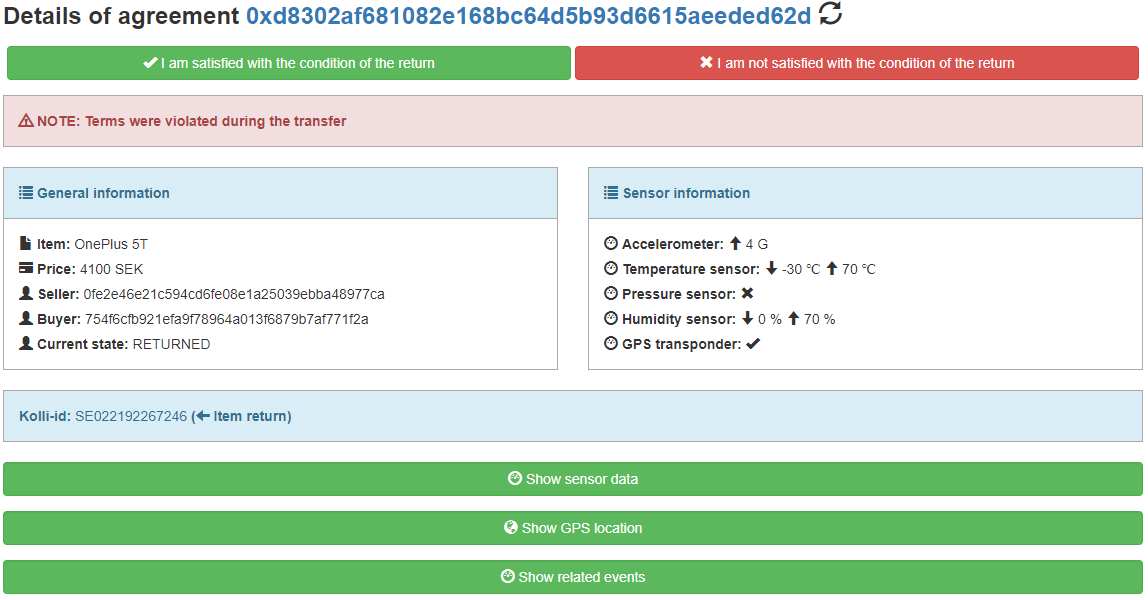 Details of agreement 0xd8302af681082e168bc64d5b93d6615aeeded62d
I am satisfied with the condition of the return
I am not satisfied with the condition of the return
NOTE: Terms were violated during the transfer
General information
Item: OnePlus 5T
Price: 4100 SEK
Seller: 0fe2e46e21c594cd6fe08e1a25039ebba48977ca
Buyer: 754f6cfb921efa9f78964a013f6879b7af771f2a
Current state: RETURNED
Sensor information
Accelerometer: 4 G
Temperature sensor: -30 °C 70 °C
Pressure sensor:
Humidity sensor: 0 % 70 %
GPS transponder:
Kolli-id: SE022192267246 (Item return)
Show sensor data
Show GPS location
Show related events